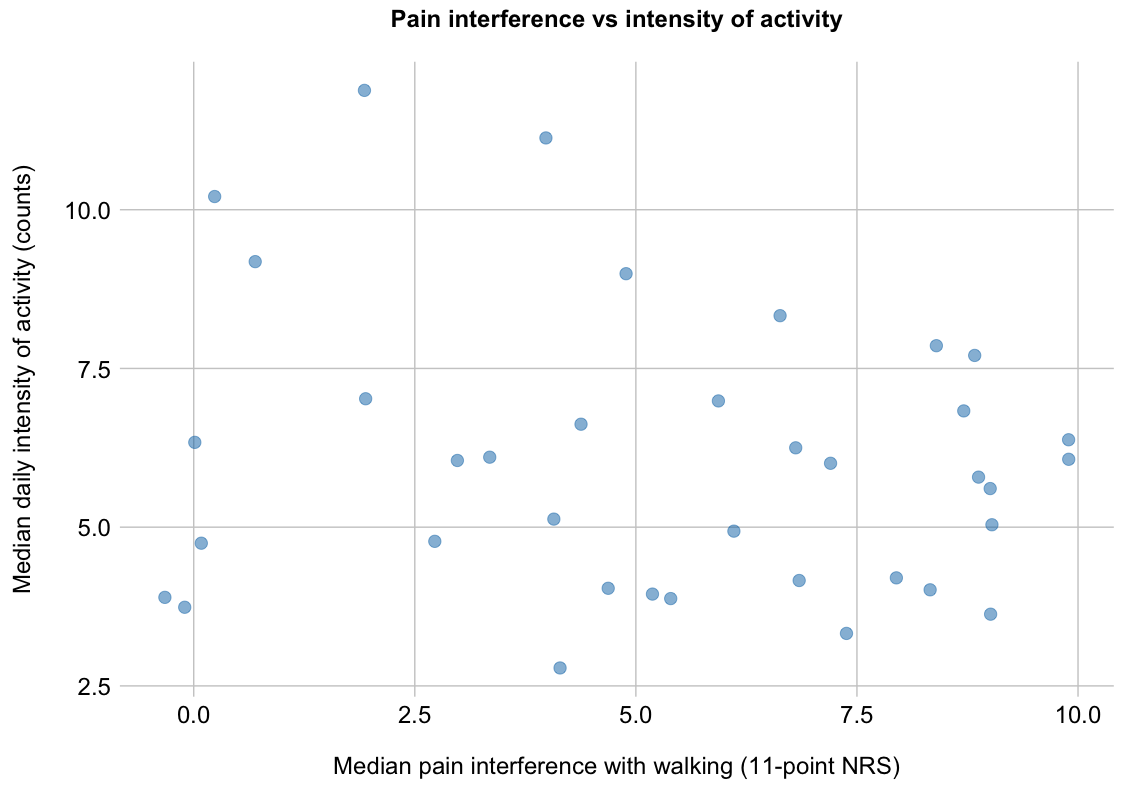 Pain interference vs intensity of activity
Median daily intensity of activity (counts)
10.0
7.5
5.0
2.5
0.0 2.5 5.0 7.5 10.0
Median pain interference with walking (11-point NRS)